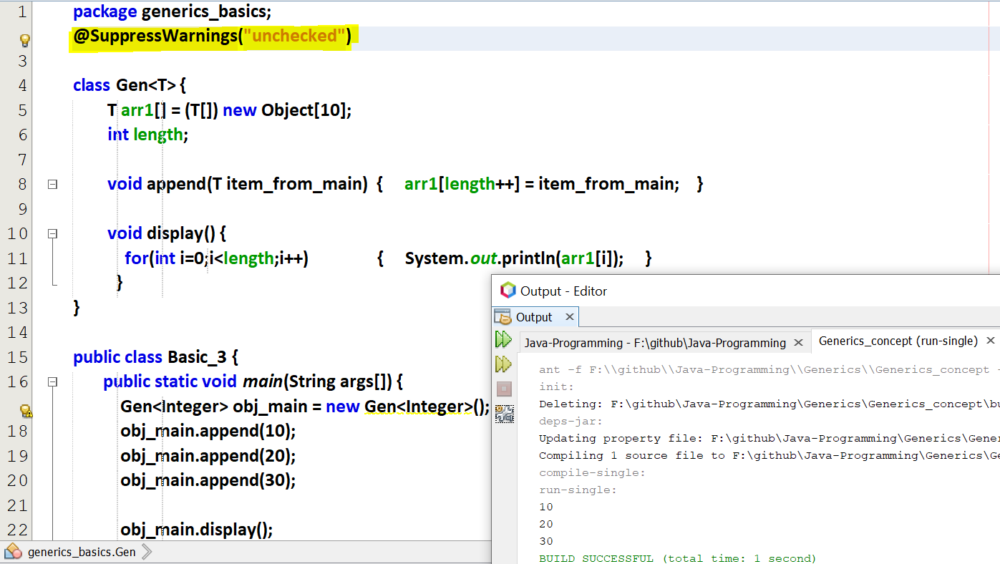 1 package generics_basics;
@SuppressWarnings("unchecked")
3
4 class Gen<T> {
5 T arr1[] = (T[]) new Object[10];
6 int length;
7
8 void append(T item_from_main) { arr1[length++] = item_from_main; }
9
10 void display() {
11 for(int i=0;i<length;i++) { System.out.println(arr1[i]); }
12 }
13 }
14
15 public class Basic_3 {
16 public static void main(String args[]) {
Gen<Integer> obj_main = new Gen<Integer>();
18 obj_main.append(10);
19 obj_main.append(20);
20 obj_main.append(30);
21
22 obj_main.display();
generics_basics.Gen
Output - Editor
Output
Java-Programming - F:\github\Java-Programming
Generics_concept (run-single)
ant -f F:\\github\\Java-Programming\\Generics\\Generics_concept -
init:
Deleting: F:\github\Java-Programming\Generics\Generics_concept\bu
deps-jar:
Updating property file: F:\github\Java-Programming\Generics\Gener
Compiling 1 source file to F:\github\Java-Programming\Generics\Ge
compile-single:
run-single:
10
20
30
BUILD SUCCESSFUL (total time: 1 second)